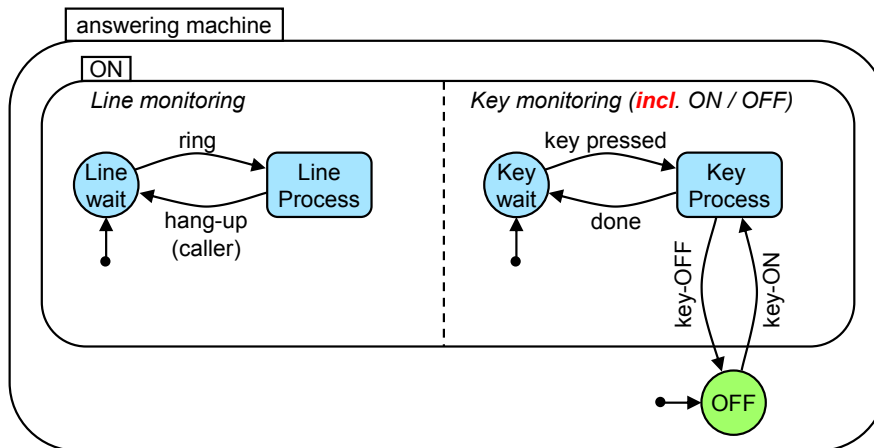 answering machine
ON
Line monitoring
Key monitoring (incl. ON / OFF)
ring
Line
wait
Line
Process
hang-up
(caller)
key pressed
Key
wait
Key
Process
done
key-OFF
key-ON
OFF